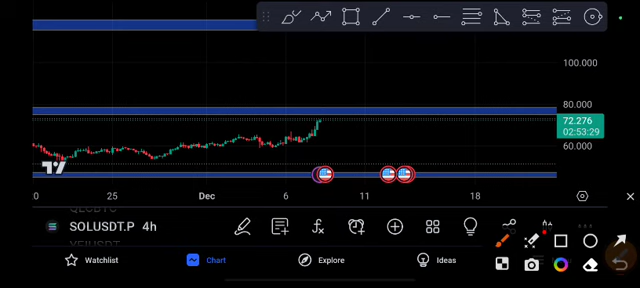 100.000
80.000
72.276
02:53:29
60.000
25
Dec
6
11
18
SOLUSDT.P 4h
Watchlist
Chart
Explore
Ideas